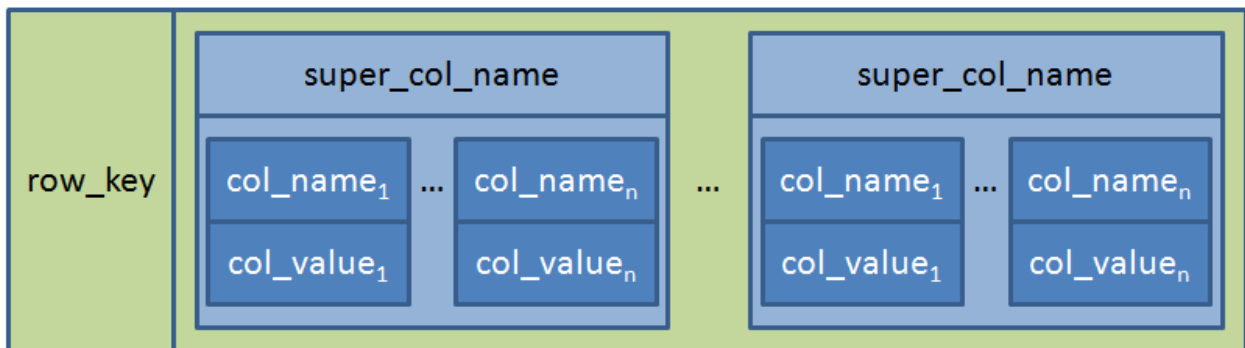 super_col_name super_col_name
row_key col_name₁ ... col_nameₙ ... col_name₁ ... col_nameₙ
col_value₁ col_valueₙ col_value₁ col_valueₙ